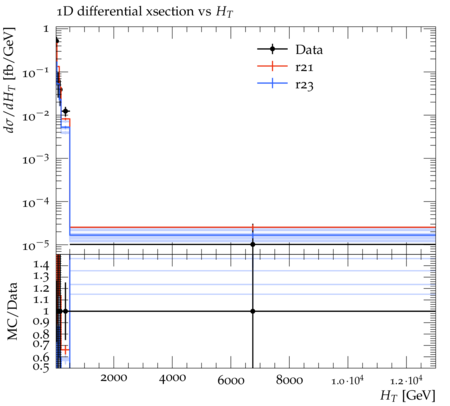 1D differential xsection vs H_T
dσ/dH_T [fb/GeV]
1
10^−1
10^−2
10^−3
10^−4
10^−5
Data
r21
r23
MC/Data
1.4
1.3
1.2
1.1
1
0.9
0.8
0.7
0.6
0.5
2000 4000 6000 8000 1.0·10^4 1.2·10^4
H_T [GeV]